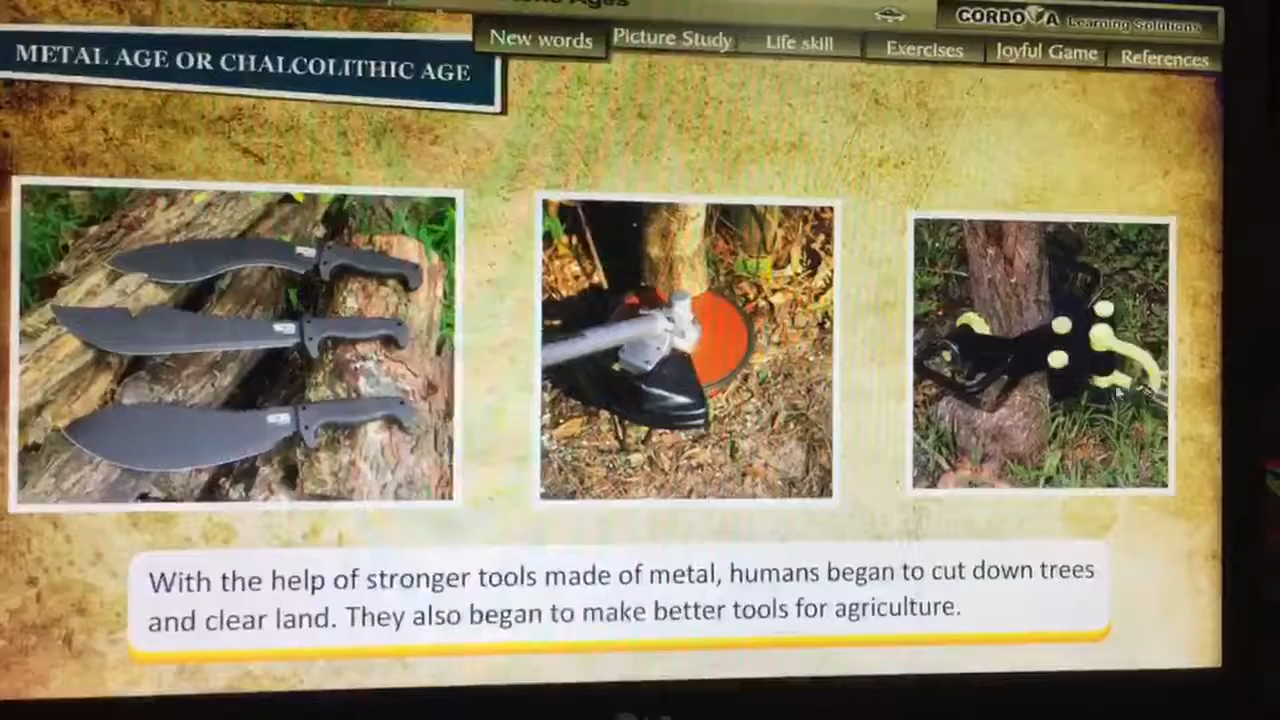 Ages
CORDOVA Learning Solutions
New words
Picture Study
Life skill
Exercises
Joyful Game
References
METAL AGE OR CHALCOLITHIC AGE
With the help of stronger tools made of metal, humans began to cut down trees
and clear land. They also began to make better tools for agriculture.